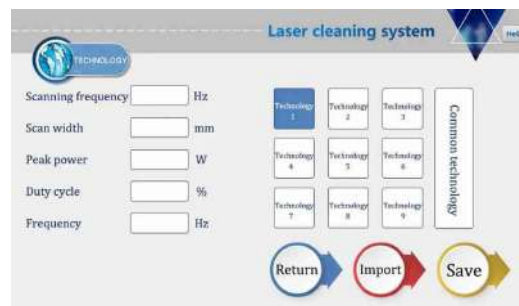 Laser cleaning system
Hel
TECHNOLOGY
Scanning frequency Hz
Scan width mm
Peak power W
Duty cycle %
Frequency Hz
Technology 1
Technology 2
Technology 3
Technology 4
Technology 5
Technology 6
Technology 7
Technology 8
Technology 9
Common technology
Return
Import
Save